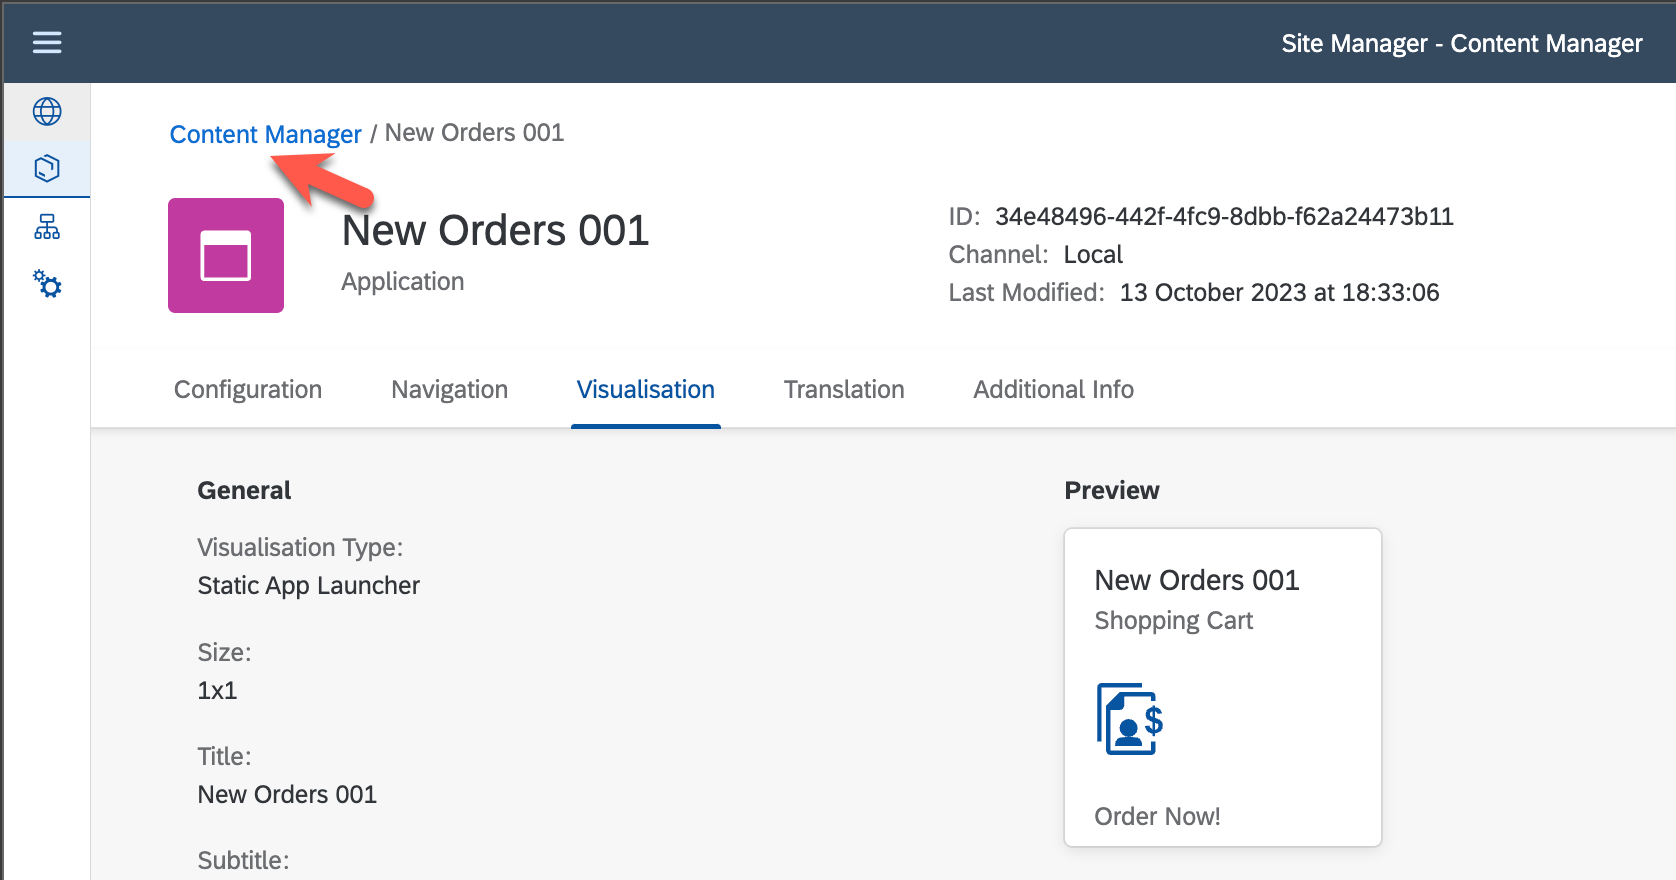 Site Manager - Content Manager
Content Manager / New Orders 001
New Orders 001
Application
ID: 34e48496-442f-4fc9-8dbb-f62a24473b11
Channel: Local
Last Modified: 13 October 2023 at 18:33:06
Configuration Navigation Visualisation Translation Additional Info
General
Visualisation Type:
Static App Launcher
Size:
1x1
Title:
New Orders 001
Subtitle:
Preview
New Orders 001
Shopping Cart
$
Order Now!